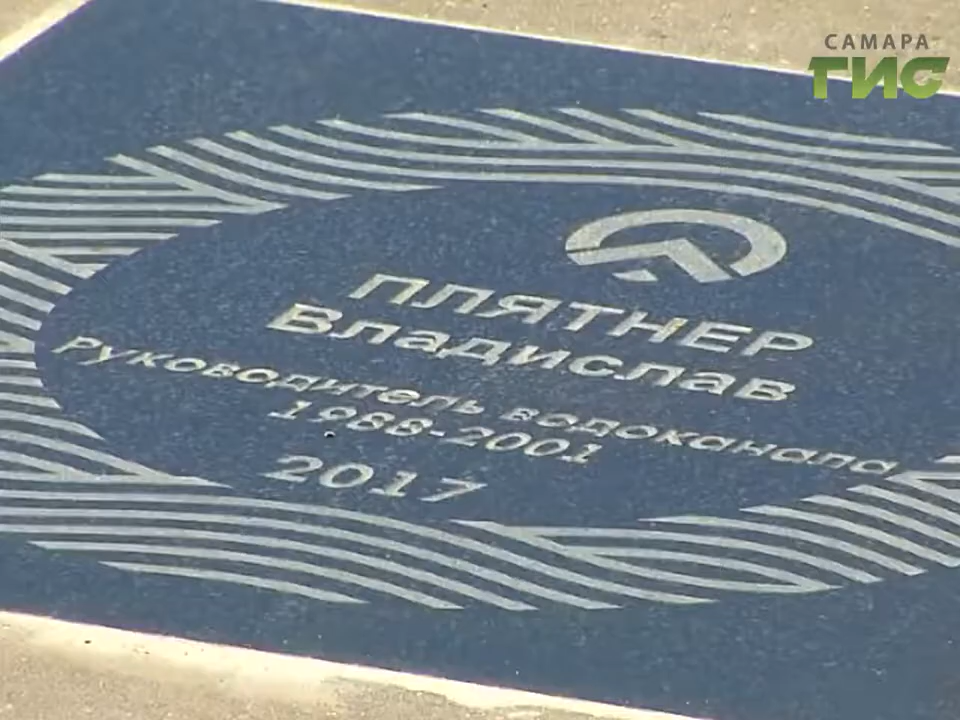 САМАРА
ГИС
ПЛЯТНЕР
Владислав
Руководитель водоканала
1988-2001
2017